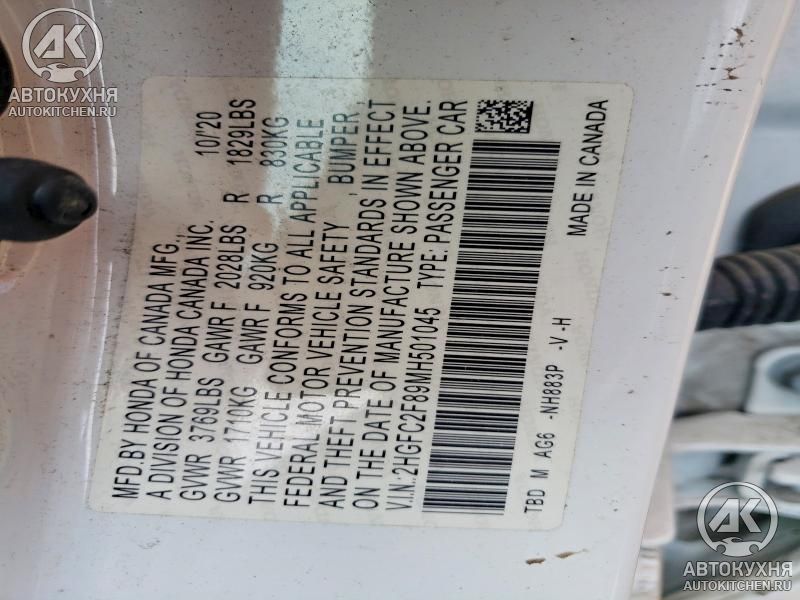 MFD.BY HONDA OF CANADA MFG., 10/'20
A DIVISION OF HONDA CANADA INC.
GVWR 3769LBS GAWR F 2028LBS R 1829LBS
GVWR 1710KG GAWR F 920KG R 830KG
THIS VEHICLE CONFORMS TO ALL APPLICABLE
FEDERAL MOTOR VEHICLE SAFETY , BUMPER ,
AND THEFT PREVENTION STANDARDS IN EFFECT
ON THE DATE OF MANUFACTURE SHOWN ABOVE.
V.I.N.:2HGFC2F89MH501045 TYPE: PASSENGER CAR
TBD M AG6 -NH883P -V -H MADE IN CANADA
АК
АВТОКУХНЯ
AUTOKITCHEN.RU
АК
АВТОКУХНЯ
AUTOKITCHEN.RU